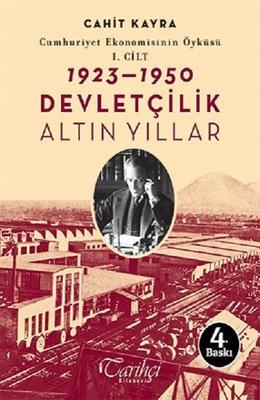 CAHİT KAYRA
Cumhuriyet Ekonomisinin Öyküsü
I. CİLT
1923–1950
DEVLETÇİLİK
ALTIN YILLAR
4.
Baskı
Tarihçi
Kitabevi